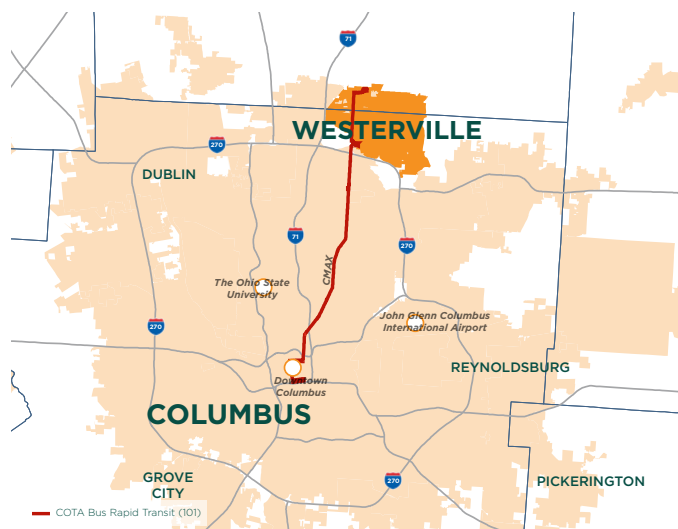 71
WESTERVILLE
270
DUBLIN
71
270
CMAX
The Ohio State
University
John Glenn Columbus
International Airport
270
REYNOLDSBURG
Downtown
Columbus
COLUMBUS
GROVE
CITY
270
PICKERINGTON
COTA Bus Rapid Transit (101)